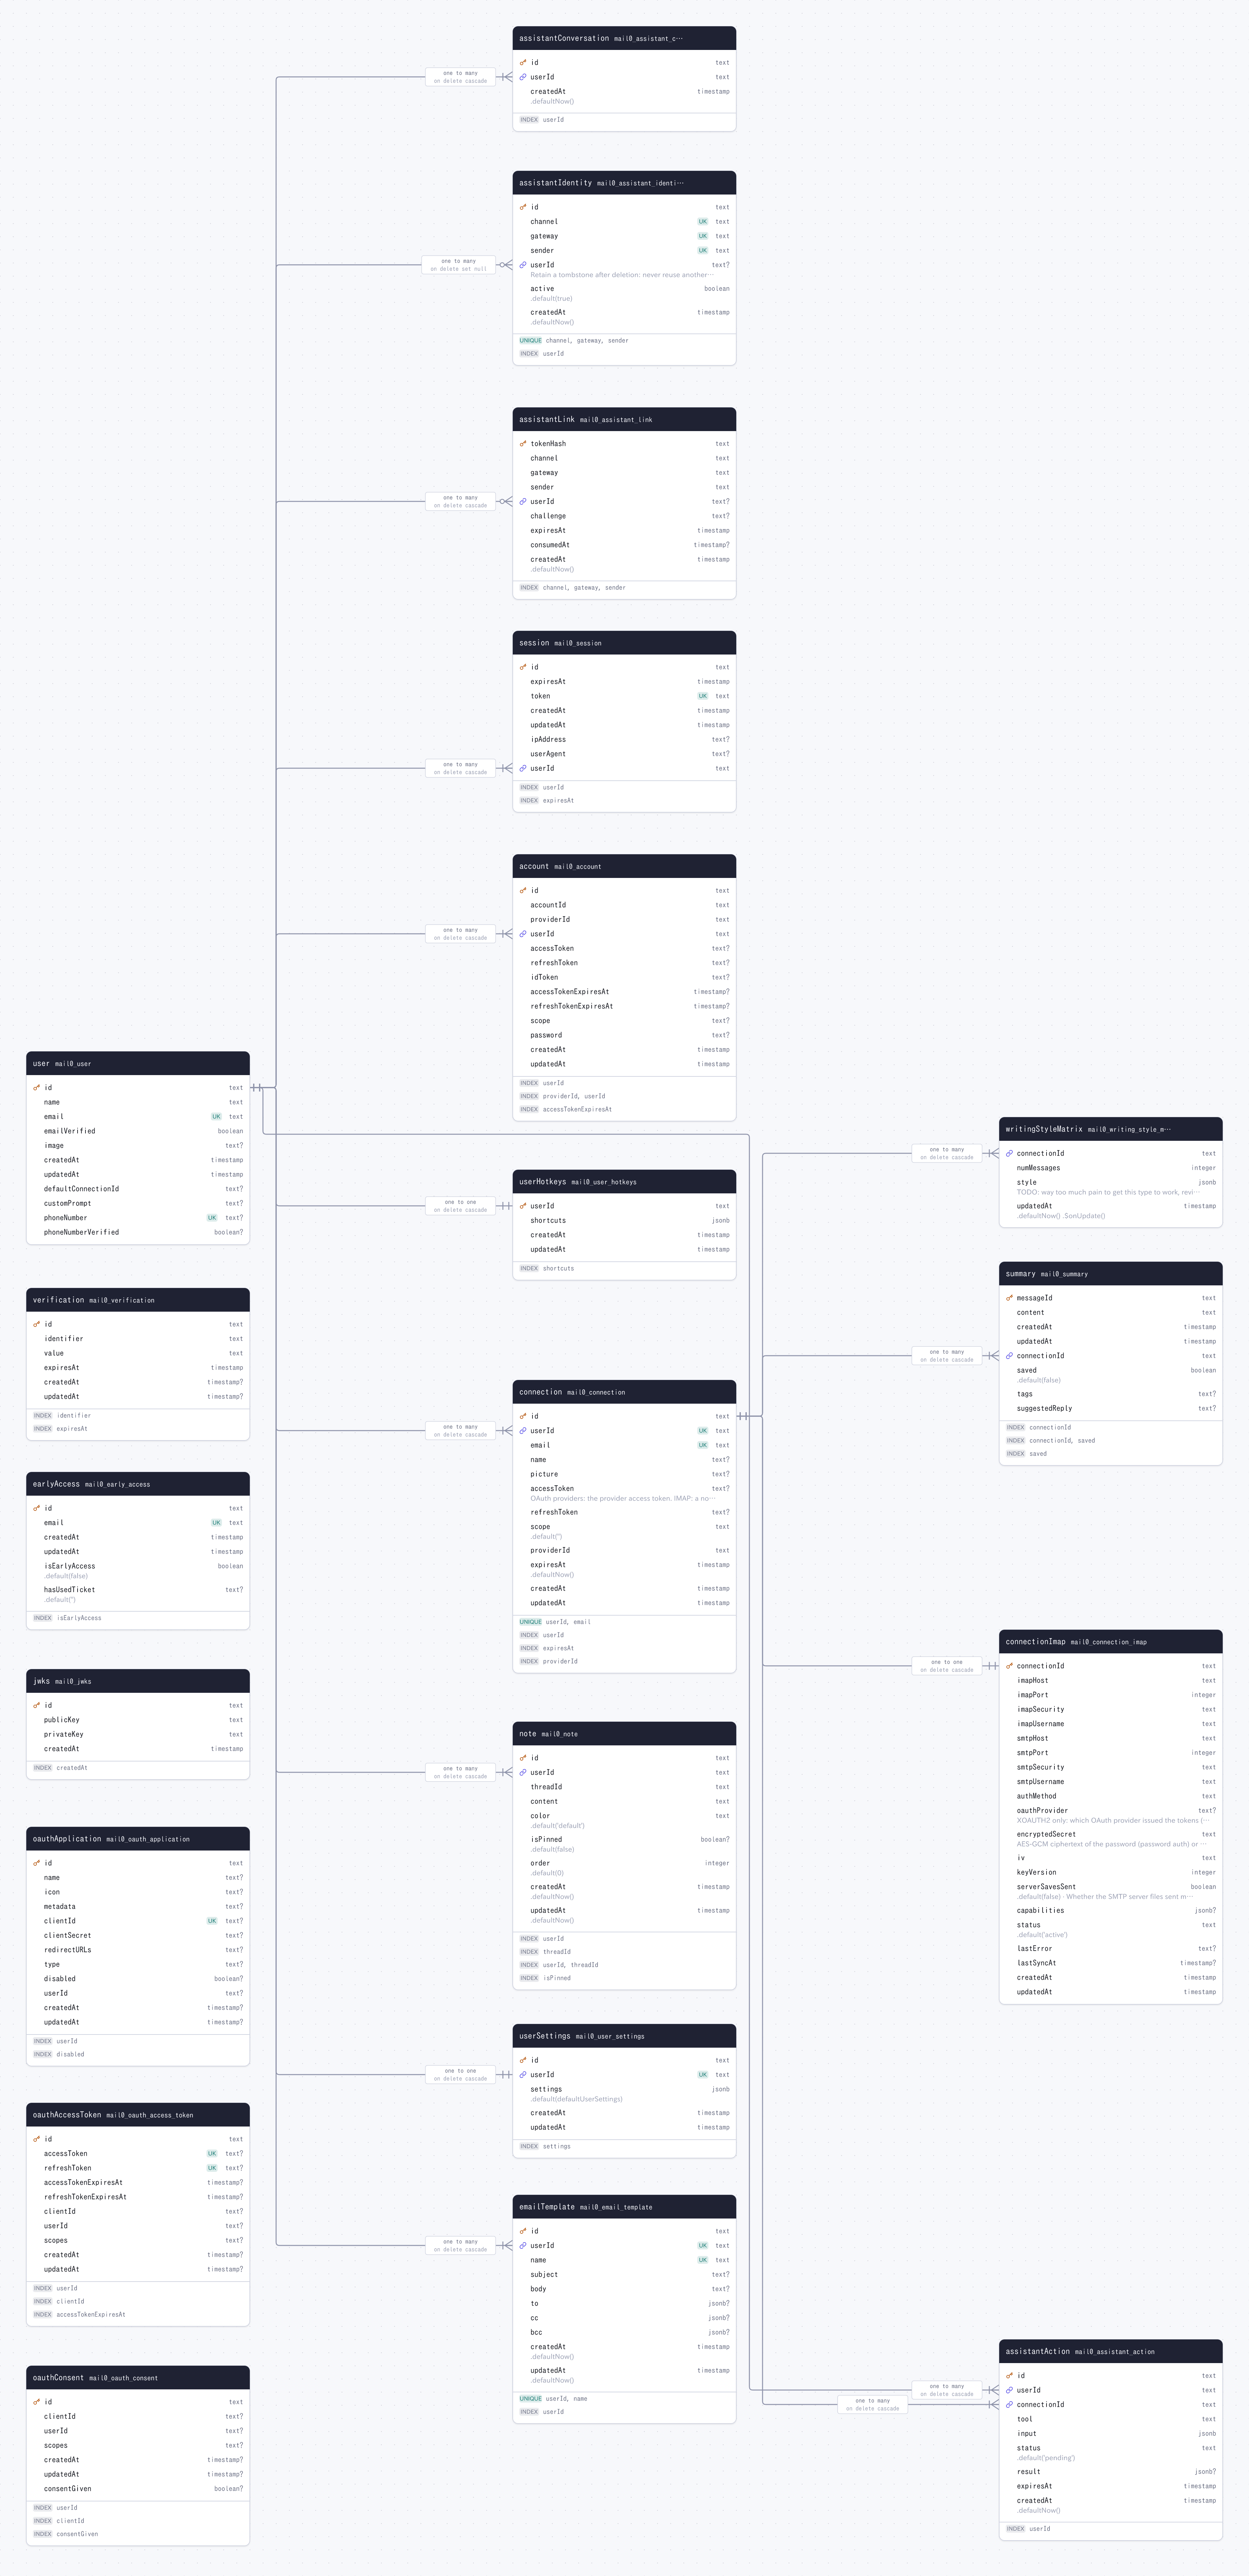 assistantConversation mail0_assistant_c···
id text
userId text
createdAt timestamp
.defaultNow()
INDEX userId
one to many
on delete cascade
assistantIdentity mail0_assistant_identi···
id text
channel UK text
gateway UK text
sender UK text
userId text?
Retain a tombstone after deletion: never reuse another···
active boolean
.default(true)
createdAt timestamp
.defaultNow()
UNIQUE channel, gateway, sender
INDEX userId
one to many
on delete set null
assistantLink mail0_assistant_link
tokenHash text
channel text
gateway text
sender text
userId text?
challenge text?
expiresAt timestamp
consumedAt timestamp?
createdAt timestamp
.defaultNow()
INDEX channel, gateway, sender
one to many
on delete cascade
session mail0_session
id text
expiresAt timestamp
token UK text
createdAt timestamp
updatedAt timestamp
ipAddress text?
userAgent text?
userId text
INDEX userId
INDEX expiresAt
one to many
on delete cascade
account mail0_account
id text
accountId text
providerId text
userId text
accessToken text?
refreshToken text?
idToken text?
accessTokenExpiresAt timestamp?
refreshTokenExpiresAt timestamp?
scope text?
password text?
createdAt timestamp
updatedAt timestamp
INDEX userId
INDEX providerId, userId
INDEX accessTokenExpiresAt
one to many
on delete cascade
user mail0_user
id text
name text
email UK text
emailVerified boolean
image text?
createdAt timestamp
updatedAt timestamp
defaultConnectionId text?
customPrompt text?
phoneNumber UK text?
phoneNumberVerified boolean?
userHotkeys mail0_user_hotkeys
userId text
shortcuts jsonb
createdAt timestamp
updatedAt timestamp
INDEX shortcuts
one to one
on delete cascade
writingStyleMatrix mail0_writing_style_m···
connectionId text
numMessages integer
style jsonb
TODO: way too much pain to get this type to work, revi···
updatedAt timestamp
.defaultNow() .$onUpdate()
one to many
on delete cascade
verification mail0_verification
id text
identifier text
value text
expiresAt timestamp
createdAt timestamp?
updatedAt timestamp?
INDEX identifier
INDEX expiresAt
summary mail0_summary
messageId text
content text
createdAt timestamp
updatedAt timestamp
connectionId text
saved boolean
.default(false)
tags text?
suggestedReply text?
INDEX connectionId
INDEX connectionId, saved
INDEX saved
one to many
on delete cascade
connection mail0_connection
id text
userId UK text
email UK text
name text?
picture text?
accessToken text?
OAuth providers: the provider access token. IMAP: a no···
refreshToken text?
scope text
.default('')
providerId text
expiresAt timestamp
.defaultNow()
createdAt timestamp
updatedAt timestamp
UNIQUE userId, email
INDEX userId
INDEX expiresAt
INDEX providerId
one to many
on delete cascade
earlyAccess mail0_early_access
id text
email UK text
createdAt timestamp
updatedAt timestamp
isEarlyAccess boolean
.default(false)
hasUsedTicket text?
.default('')
INDEX isEarlyAccess
connectionImap mail0_connection_imap
connectionId text
imapHost text
imapPort integer
imapSecurity text
imapUsername text
smtpHost text
smtpPort integer
smtpSecurity text
smtpUsername text
authMethod text
oauthProvider text?
XOAUTH2 only: which OAuth provider issued the tokens (···
encryptedSecret text
AES-GCM ciphertext of the password (password auth) or ···
iv text
keyVersion integer
serverSavesSent boolean
.default(false) · Whether the SMTP server files sent m···
capabilities jsonb?
status text
.default('active')
lastError text?
lastSyncAt timestamp?
createdAt timestamp
updatedAt timestamp
one to one
on delete cascade
jwks mail0_jwks
id text
publicKey text
privateKey text
createdAt timestamp
INDEX createdAt
note mail0_note
id text
userId text
threadId text
content text
color text
.default('default')
isPinned boolean?
.default(false)
order integer
.default(0)
createdAt timestamp
.defaultNow()
updatedAt timestamp
.defaultNow()
INDEX userId
INDEX threadId
INDEX userId, threadId
INDEX isPinned
one to many
on delete cascade
oauthApplication mail0_oauth_application
id text
name text?
icon text?
metadata text?
clientId UK text?
clientSecret text?
redirectURLs text?
type text?
disabled boolean?
userId text?
createdAt timestamp?
updatedAt timestamp?
INDEX userId
INDEX disabled
userSettings mail0_user_settings
id text
userId UK text
settings jsonb
.default(defaultUserSettings)
createdAt timestamp
updatedAt timestamp
INDEX settings
one to one
on delete cascade
oauthAccessToken mail0_oauth_access_token
id text
accessToken UK text?
refreshToken UK text?
accessTokenExpiresAt timestamp?
refreshTokenExpiresAt timestamp?
clientId text?
userId text?
scopes text?
createdAt timestamp?
updatedAt timestamp?
INDEX userId
INDEX clientId
INDEX accessTokenExpiresAt
emailTemplate mail0_email_template
id text
userId UK text
name UK text
subject text?
body text?
to jsonb?
cc jsonb?
bcc jsonb?
createdAt timestamp
.defaultNow()
updatedAt timestamp
.defaultNow()
UNIQUE userId, name
INDEX userId
one to many
on delete cascade
oauthConsent mail0_oauth_consent
id text
clientId text?
userId text?
scopes text?
createdAt timestamp?
updatedAt timestamp?
consentGiven boolean?
INDEX userId
INDEX clientId
INDEX consentGiven
assistantAction mail0_assistant_action
id text
userId text
connectionId text
tool text
input jsonb
status text
.default('pending')
result jsonb?
expiresAt timestamp
createdAt timestamp
.defaultNow()
INDEX userId
one to many
on delete cascade
one to many
on delete cascade